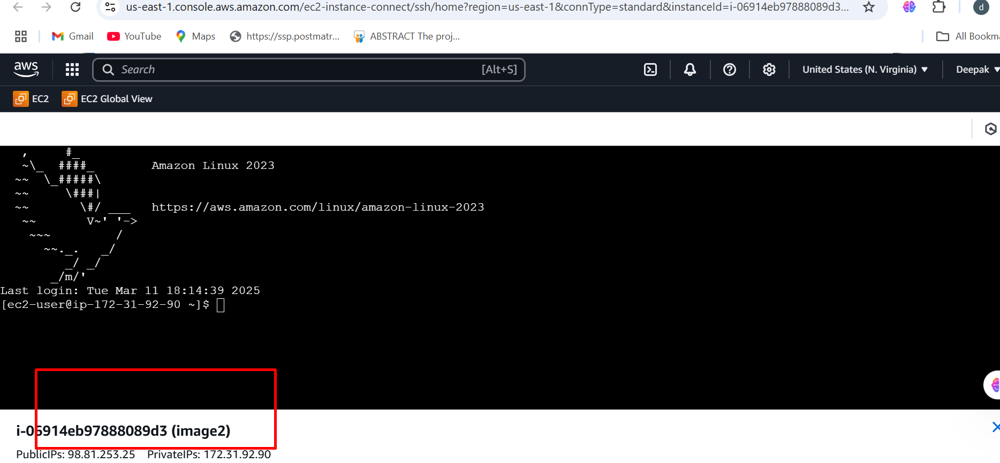 us-east-1.console.aws.amazon.com/ec2-instance-connect/ssh/home?region=us-east-1&connType=standard&instanceId=i-06914eb97888089d3...
d
Gmail YouTube Maps https://ssp.postmatr... ABSTRACT The proj... All Bookma
aws Search [Alt+S] United States (N. Virginia) Deepak
EC2 EC2 Global View
   ,     #_
   ~\_  ####_        Amazon Linux 2023
  ~~  \_#####\
  ~~     \###|
  ~~       \#/ ___   https://aws.amazon.com/linux/amazon-linux-2023
   ~~       V~' '->
    ~~~         /
      ~~._.   _/
         _/ _/
       _/m/'
Last login: Tue Mar 11 18:14:39 2025
[ec2-user@ip-172-31-92-90 ~]$
i-06914eb97888089d3 (image2)
PublicIPs: 98.81.253.25 PrivateIPs: 172.31.92.90